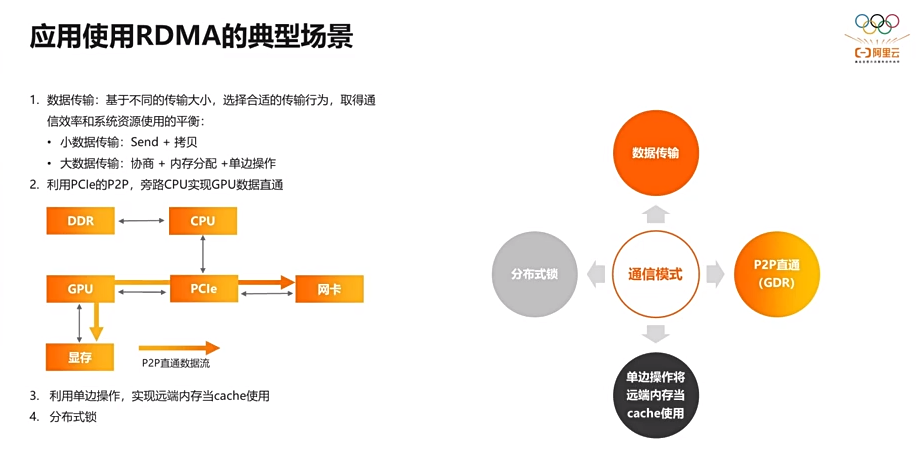 应用使用RDMA的典型场景
阿里云
1. 数据传输：基于不同的传输大小，选择合适的传输行为，取得通
信效率和系统资源使用的平衡：
• 小数据传输：Send + 拷贝
• 大数据传输：协商 + 内存分配 +单边操作
2. 利用PCIe的P2P，旁路CPU实现GPU数据直通
DDR
CPU
GPU
PCIe
网卡
显存
P2P直通数据流
3. 利用单边操作，实现远端内存当cache使用
4. 分布式锁
数据传输
分布式锁
通信模式
P2P直通
（GDR）
单边操作将
远端内存当
cache使用